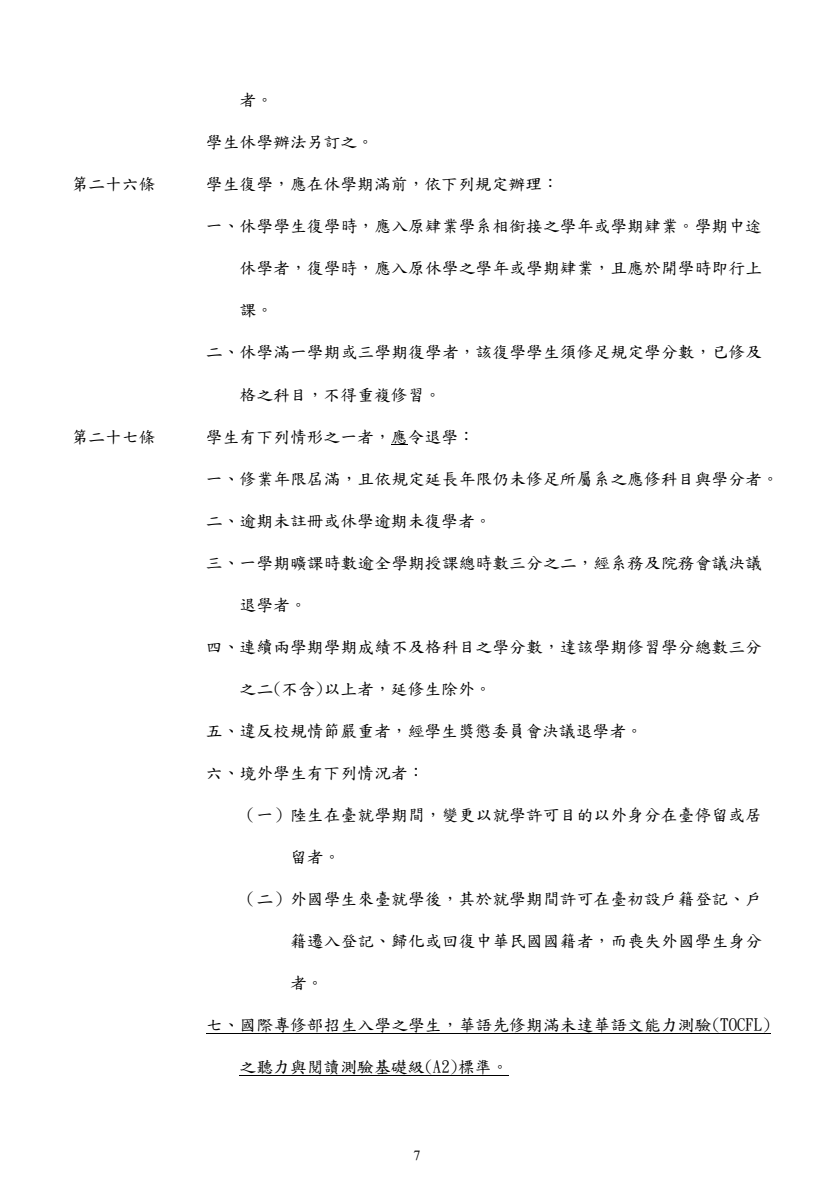 者。
學生休學辦法另訂之。
第二十六條 學生復學，應在休學期滿前，依下列規定辦理：
一、休學學生復學時，應入原肄業學系相銜接之學年或學期肄業。學期中途
休學者，復學時，應入原休學之學年或學期肄業，且應於開學時即行上
課。
二、休學滿一學期或三學期復學者，該復學學生須修足規定學分數，已修及
格之科目，不得重複修習。
第二十七條 學生有下列情形之一者，應令退學：
一、修業年限屆滿，且依規定延長年限仍未修足所屬系之應修科目與學分者。
二、逾期未註冊或休學逾期未復學者。
三、一學期曠課時數逾全學期授課總時數三分之二，經系務及院務會議決議
退學者。
四、連續兩學期學期成績不及格科目之學分數，達該學期修習學分總數三分
之二(不含)以上者，延修生除外。
五、違反校規情節嚴重者，經學生獎懲委員會決議退學者。
六、境外學生有下列情況者：
（一）陸生在臺就學期間，變更以就學許可目的以外身分在臺停留或居
留者。
（二）外國學生來臺就學後，其於就學期間許可在臺初設戶籍登記、戶
籍遷入登記、歸化或回復中華民國國籍者，而喪失外國學生身分
者。
七、國際專修部招生入學之學生，華語先修期滿未達華語文能力測驗(TOCFL)
之聽力與閱讀測驗基礎級(A2)標準。
7